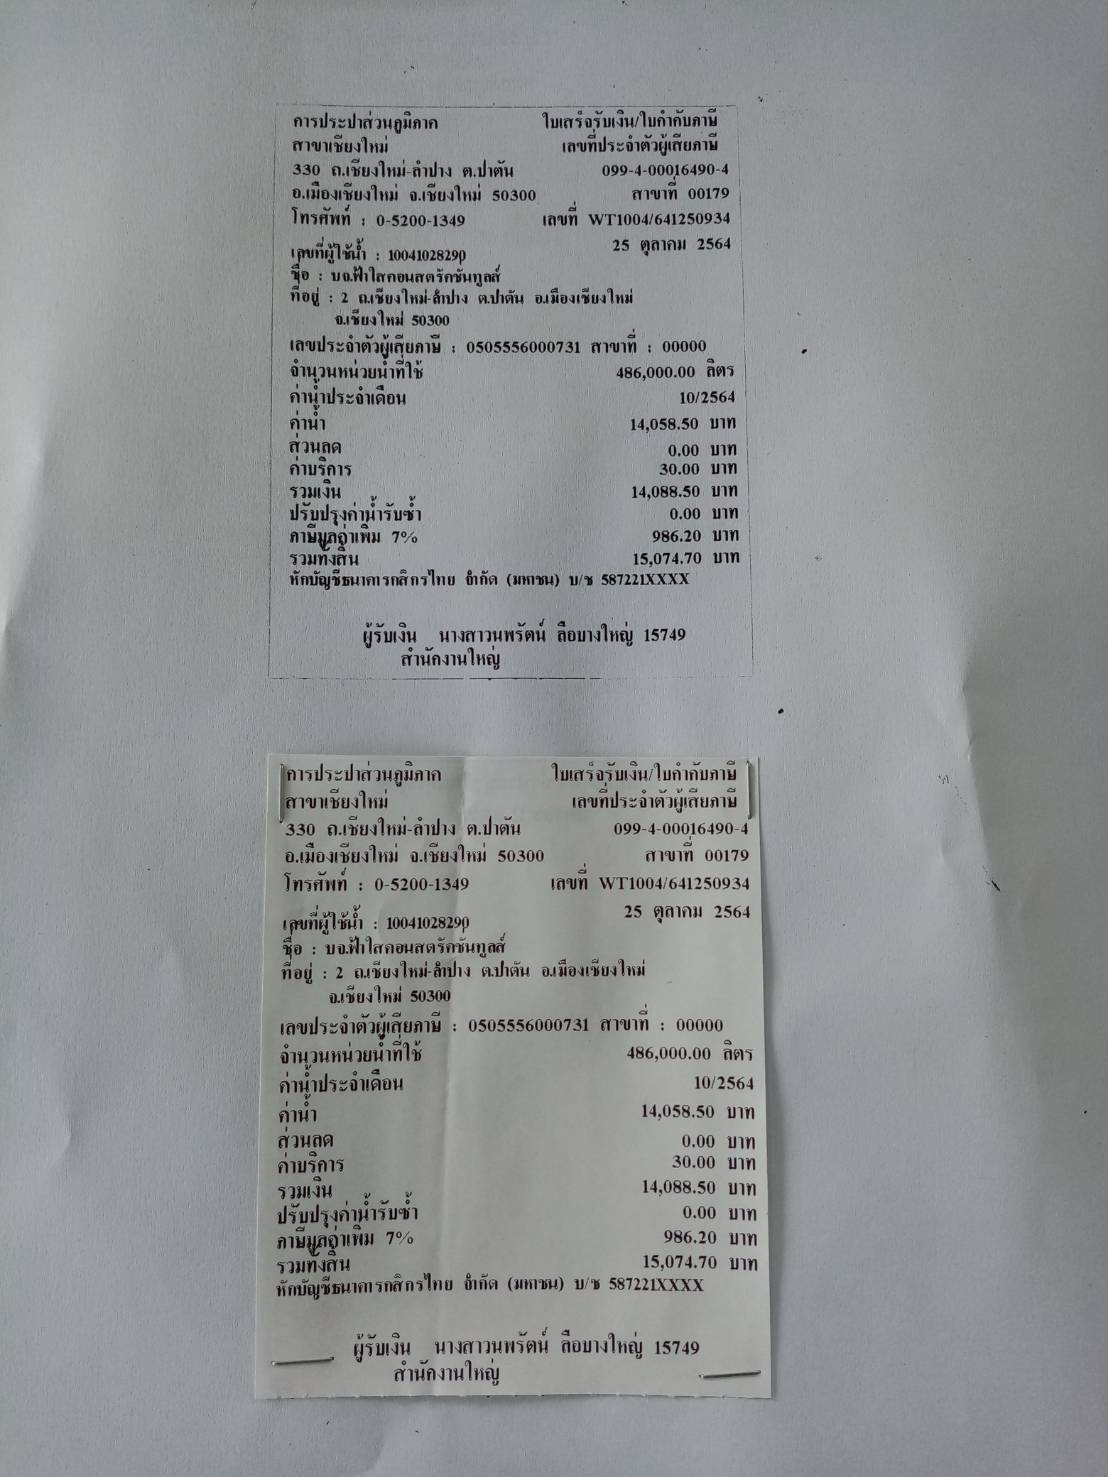 การประปาส่วนภูมิภาค ใบเสร็จรับเงิน/ใบกำกับภาษี
สาขาเชียงใหม่ เลขที่ประจำตัวผู้เสียภาษี
330 ถ.เชียงใหม่-ลำปาง ต.ป่าตัน 099-4-00016490-4
อ.เมืองเชียงใหม่ จ.เชียงใหม่ 50300 สาขาที่ 00179
โทรศัพท์ : 0-5200-1349 เลขที่ WT1004/641250934
25 ตุลาคม 2564
เลขที่ผู้ใช้น้ำ : 10041028290
ชื่อ : บจ.ฟ้าใสคอนสตรัคชั่นทูลส์
ที่อยู่ : 2 ถ.เชียงใหม่-ลำปาง ต.ป่าตัน อ.เมืองเชียงใหม่
จ.เชียงใหม่ 50300
เลขประจำตัวผู้เสียภาษี : 0505556000731 สาขาที่ : 00000
จำนวนหน่วยน้ำที่ใช้ 486,000.00 ลิตร
ค่าน้ำประจำเดือน 10/2564
ค่าน้ำ 14,058.50 บาท
ส่วนลด 0.00 บาท
ค่าบริการ 30.00 บาท
รวมเงิน 14,088.50 บาท
ปรับปรุงค่าน้ำรับซ้ำ 0.00 บาท
ภาษีมูลค่าเพิ่ม 7% 986.20 บาท
รวมทั้งสิ้น 15,074.70 บาท
หักบัญชีธนาคารกสิกรไทย จำกัด (มหาชน) บ/ช 587221XXXX
ผู้รับเงิน นางสาวนพรัตน์ ลือบางใหญ่ 15749
สำนักงานใหญ่
การประปาส่วนภูมิภาค ใบเสร็จรับเงิน/ใบกำกับภาษี
สาขาเชียงใหม่ เลขที่ประจำตัวผู้เสียภาษี
330 ถ.เชียงใหม่-ลำปาง ต.ป่าตัน 099-4-00016490-4
อ.เมืองเชียงใหม่ จ.เชียงใหม่ 50300 สาขาที่ 00179
โทรศัพท์ : 0-5200-1349 เลขที่ WT1004/641250934
25 ตุลาคม 2564
เลขที่ผู้ใช้น้ำ : 10041028290
ชื่อ : บจ.ฟ้าใสคอนสตรัคชั่นทูลส์
ที่อยู่ : 2 ถ.เชียงใหม่-ลำปาง ต.ป่าตัน อ.เมืองเชียงใหม่
จ.เชียงใหม่ 50300
เลขประจำตัวผู้เสียภาษี : 0505556000731 สาขาที่ : 00000
จำนวนหน่วยน้ำที่ใช้ 486,000.00 ลิตร
ค่าน้ำประจำเดือน 10/2564
ค่าน้ำ 14,058.50 บาท
ส่วนลด 0.00 บาท
ค่าบริการ 30.00 บาท
รวมเงิน 14,088.50 บาท
ปรับปรุงค่าน้ำรับซ้ำ 0.00 บาท
ภาษีมูลค่าเพิ่ม 7% 986.20 บาท
รวมทั้งสิ้น 15,074.70 บาท
หักบัญชีธนาคารกสิกรไทย จำกัด (มหาชน) บ/ช 587221XXXX
ผู้รับเงิน นางสาวนพรัตน์ ลือบางใหญ่ 15749
สำนักงานใหญ่